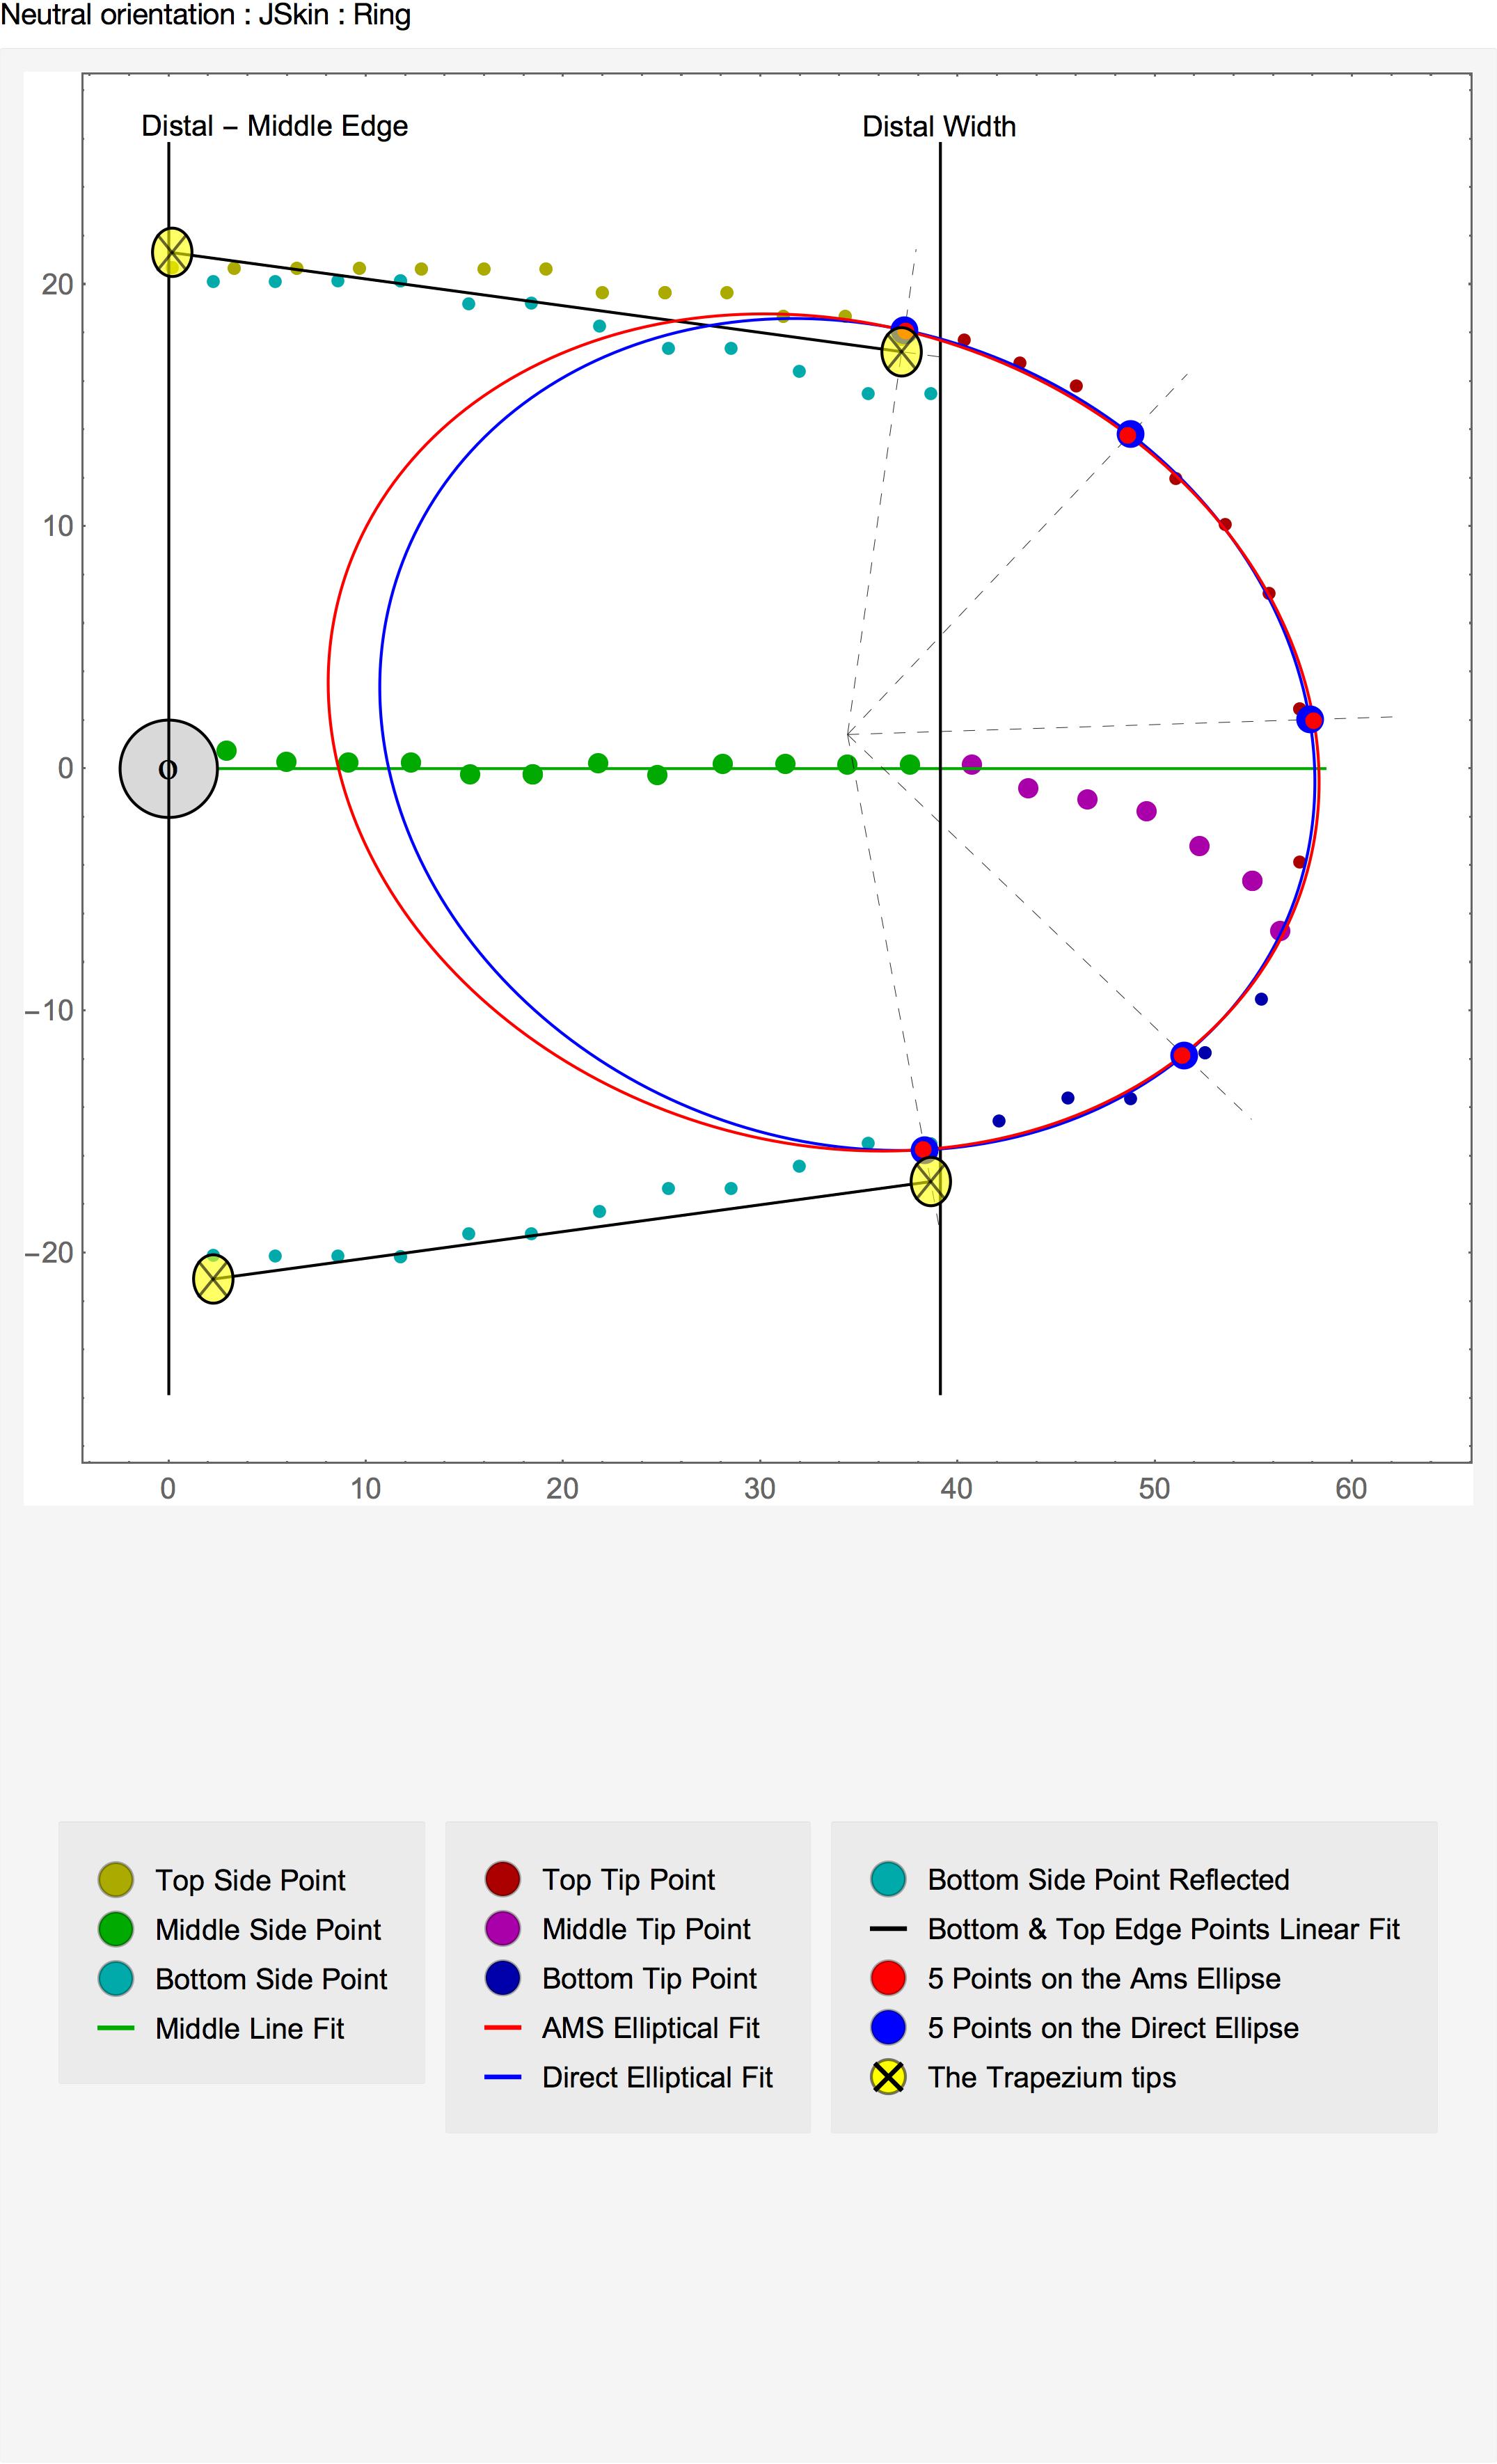 Neutral orientation : JSkin : Ring
Distal – Middle Edge
Distal Width
20
10
0
−10
−20
o
0 10 20 30 40 50 60
Top Side Point
Middle Side Point
Bottom Side Point
Middle Line Fit
Top Tip Point
Middle Tip Point
Bottom Tip Point
AMS Elliptical Fit
Direct Elliptical Fit
Bottom Side Point Reflected
Bottom & Top Edge Points Linear Fit
5 Points on the Ams Ellipse
5 Points on the Direct Ellipse
The Trapezium tips